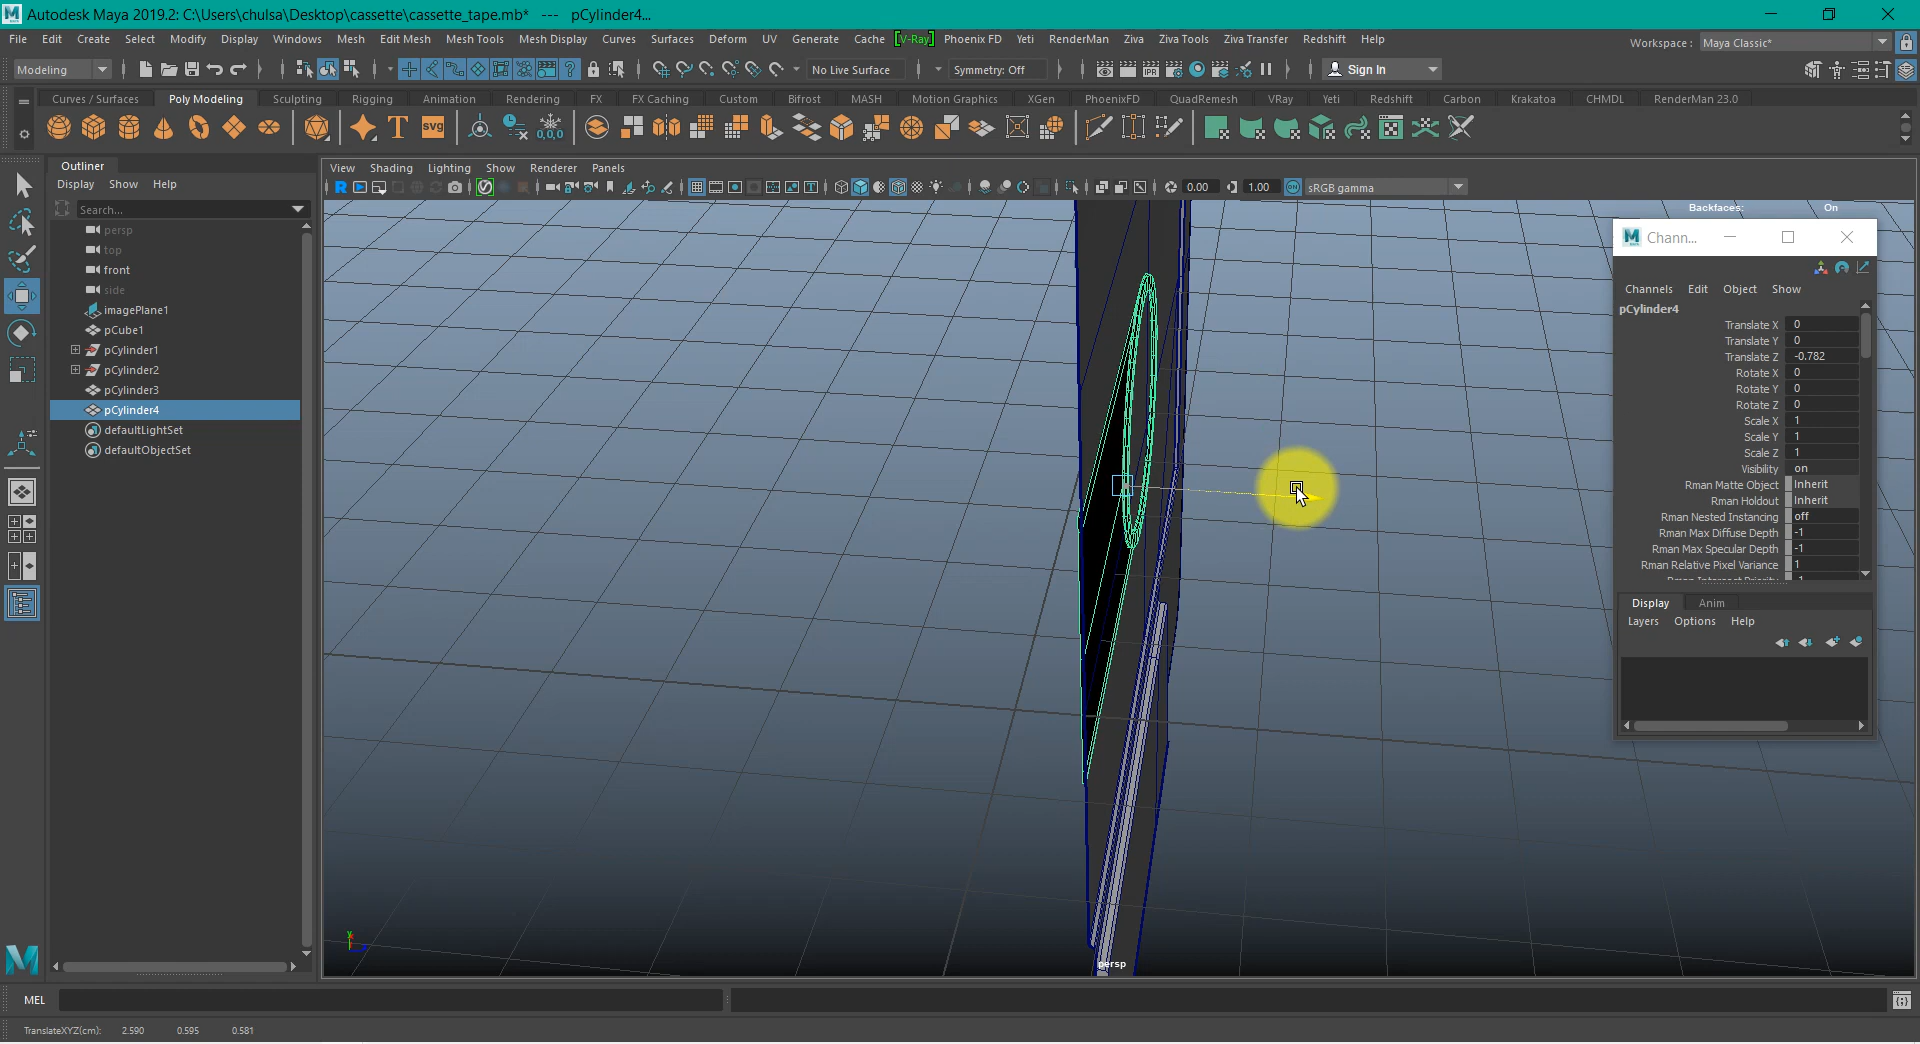 Autodesk Maya 2019.2: C:\Users\chulsa\Desktop\cassette\cassette_tape.mb* --- pCylinder4...
File Edit Create Select Modify Display Windows Mesh Edit Mesh Mesh Tools Mesh Display Curves Surfaces Deform UV Generate Cache [V-Ray] Phoenix FD Yeti RenderMan Ziva Ziva Tools Ziva Transfer Redshift Help Workspace : Maya Classic*
Modeling No Live Surface Symmetry: Off Sign In
Curves / Surfaces Poly Modeling Sculpting Rigging Animation Rendering FX FX Caching Custom Bifrost MASH Motion Graphics XGen PhoenixFD QuadRemesh VRay Yeti Redshift Carbon Krakatoa CHMDL RenderMan 23.0
Outliner
Display Show Help
Search...
persp
top
front
side
imagePlane1
pCube1
pCylinder1
pCylinder2
pCylinder3
pCylinder4
defaultLightSet
defaultObjectSet
View Shading Lighting Show Renderer Panels
0.00 1.00 sRGB gamma
Backfaces: On
Chann...
Channels Edit Object Show
pCylinder4
Translate X 0
Translate Y 0
Translate Z -0.782
Rotate X 0
Rotate Y 0
Rotate Z 0
Scale X 1
Scale Y 1
Scale Z 1
Visibility on
Rman Matte Object Inherit
Rman Holdout Inherit
Rman Nested Instancing off
Rman Max Diffuse Depth -1
Rman Max Specular Depth -1
Rman Relative Pixel Variance 1
Display Anim
Layers Options Help
persp
MEL
TranslateXYZ(cm): 2.590 0.595 0.581